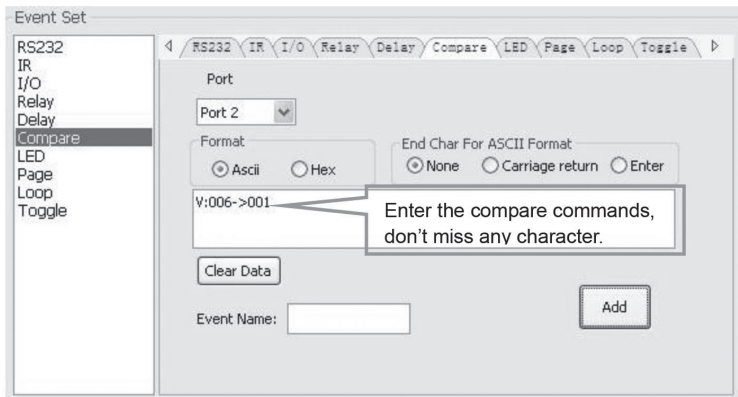 Event Set
RS232
IR
I/O
Relay
Delay
Compare
LED
Page
Loop
Toggle
RS232 IR I/O Relay Delay Compare LED Page Loop Toggle
Port
Port 2
Format
Ascii Hex
End Char For ASCII Format
None Carriage return Enter
V:006->001
Enter the compare commands,
don't miss any character.
Clear Data
Event Name:
Add